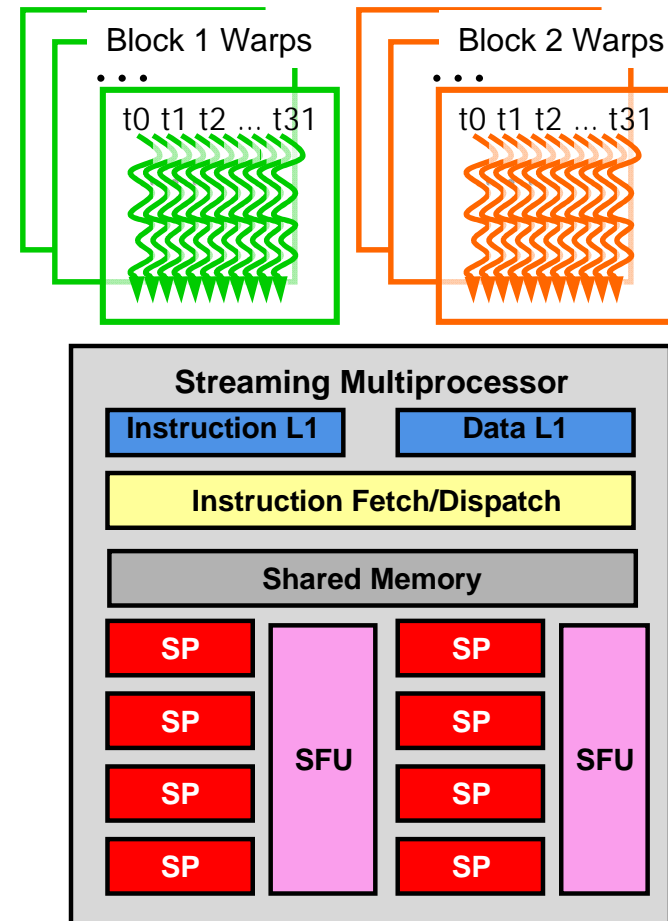 Block 1 Warps
Block 2 Warps
...
...
t0 t1 t2 ... t31
t0 t1 t2 ... t31
Streaming Multiprocessor
Instruction L1
Data L1
Instruction Fetch/Dispatch
Shared Memory
SP
SP
SP
SP
SFU
SFU
SP
SP
SP
SP